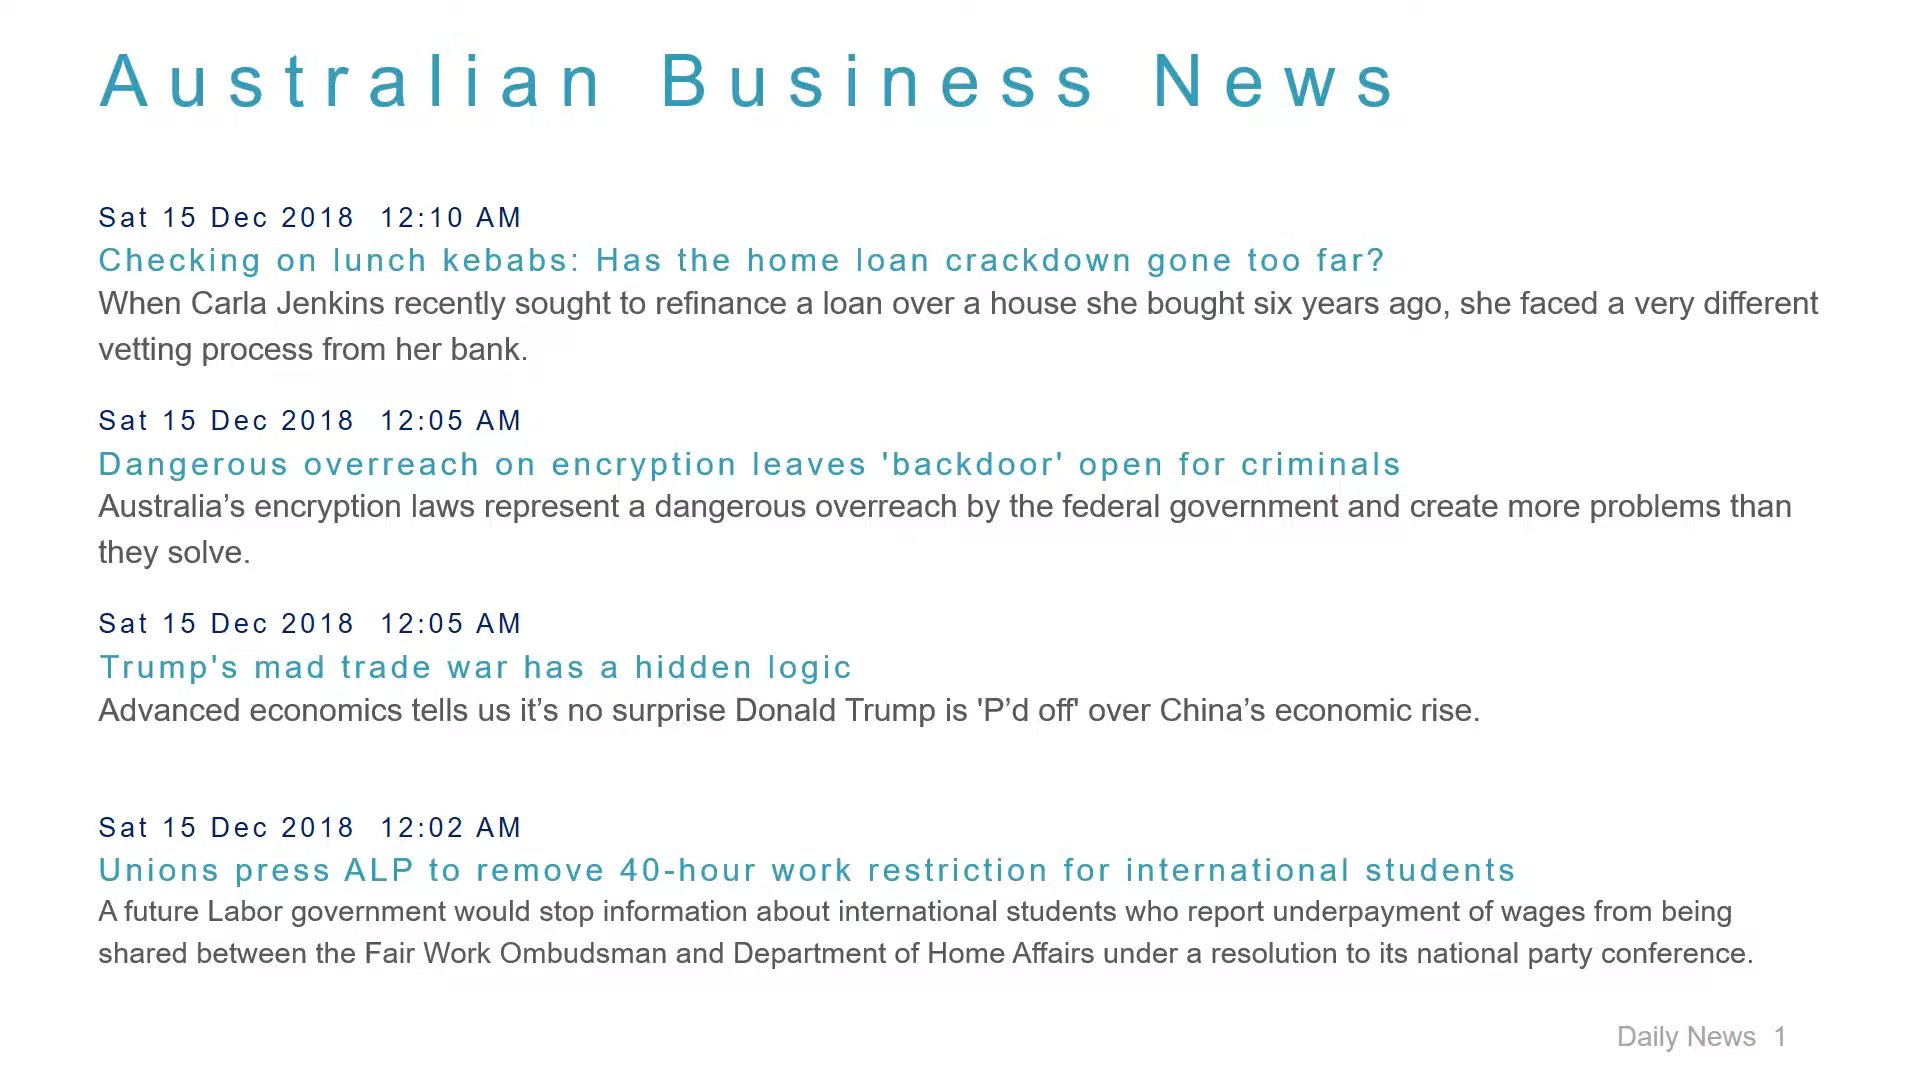 Australian Business News
Sat 15 Dec 2018  12:10 AM
Checking on lunch kebabs: Has the home loan crackdown gone too far?
When Carla Jenkins recently sought to refinance a loan over a house she bought six years ago, she faced a very different
vetting process from her bank.
Sat 15 Dec 2018  12:05 AM
Dangerous overreach on encryption leaves 'backdoor' open for criminals
Australia’s encryption laws represent a dangerous overreach by the federal government and create more problems than
they solve.
Sat 15 Dec 2018  12:05 AM
Trump's mad trade war has a hidden logic
Advanced economics tells us it’s no surprise Donald Trump is 'P’d off' over China’s economic rise.
Sat 15 Dec 2018  12:02 AM
Unions press ALP to remove 40-hour work restriction for international students
A future Labor government would stop information about international students who report underpayment of wages from being
shared between the Fair Work Ombudsman and Department of Home Affairs under a resolution to its national party conference.
Daily News  1